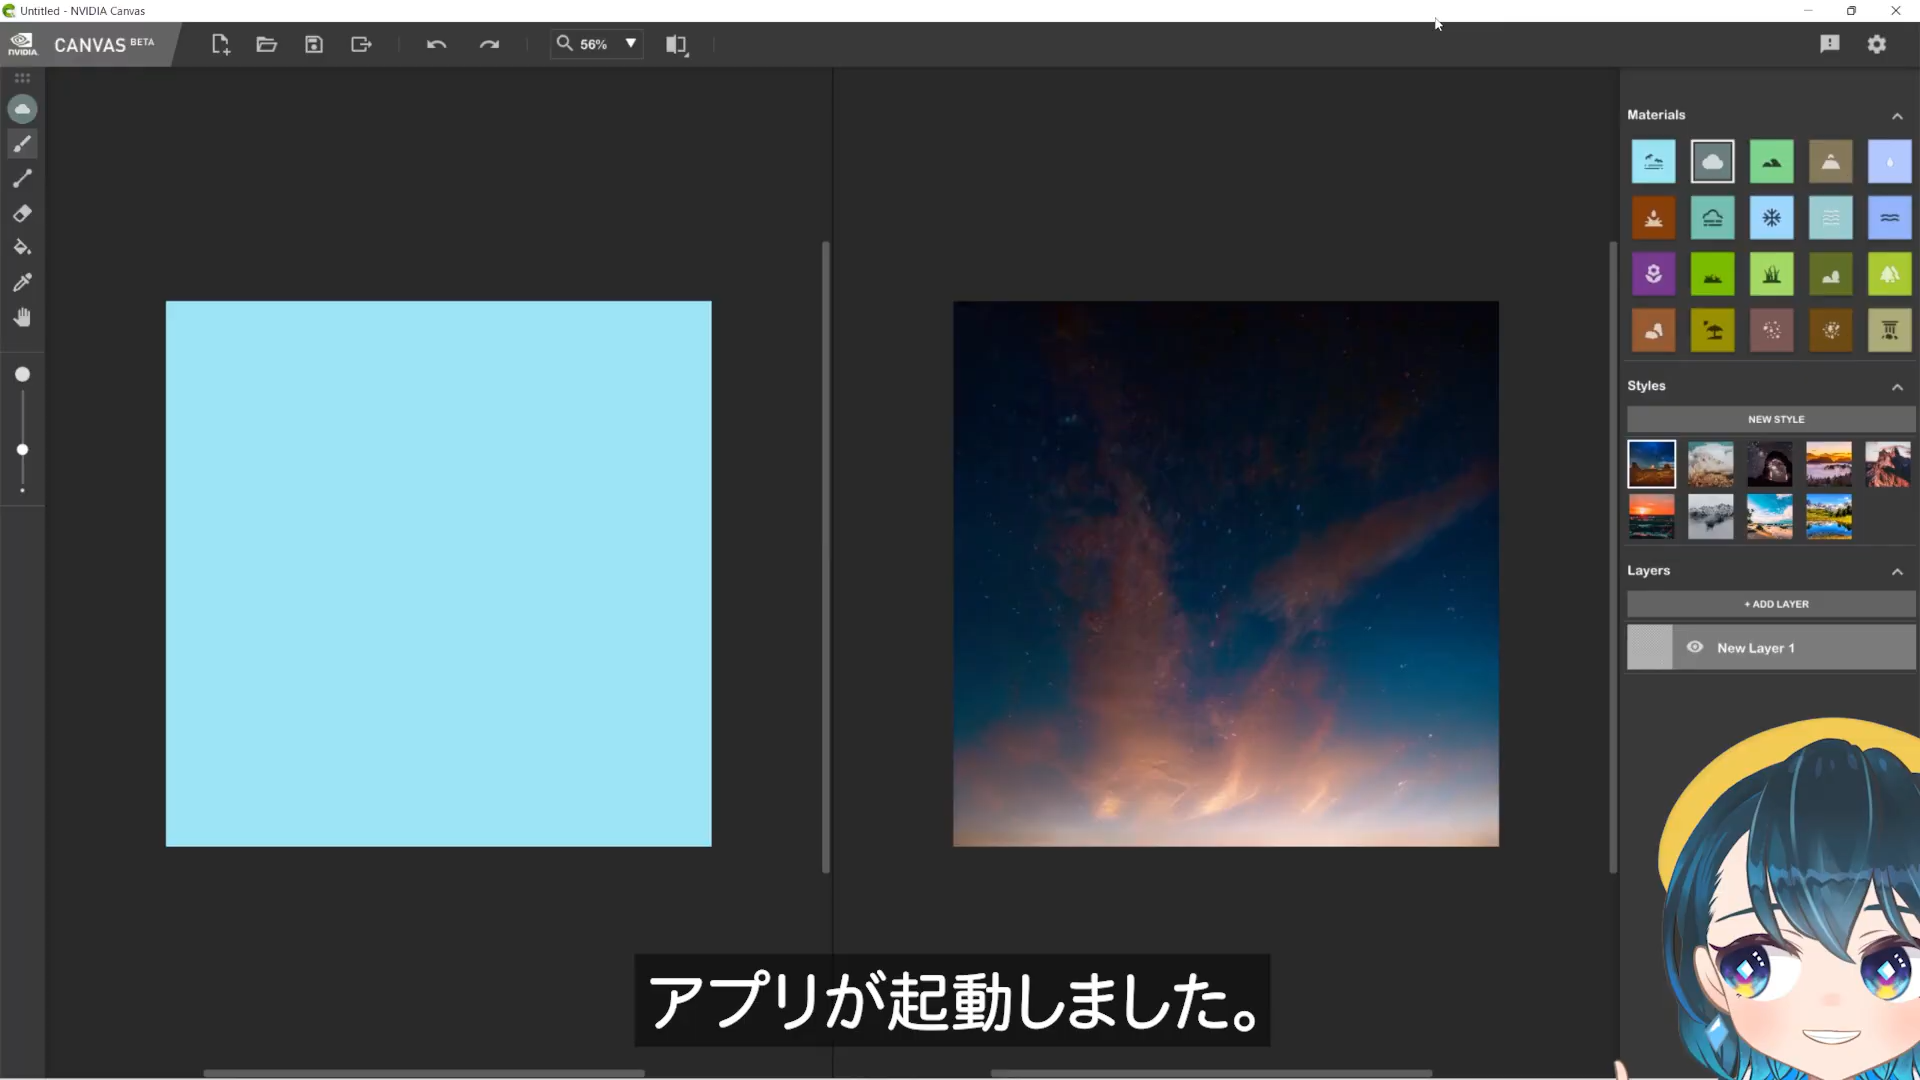 Untitled - NVIDIA Canvas
NVIDIA.
CANVAS BETA
56%
Materials
Styles
NEW STYLE
Layers
+ ADD LAYER
New Layer 1
アプリが起動しました。